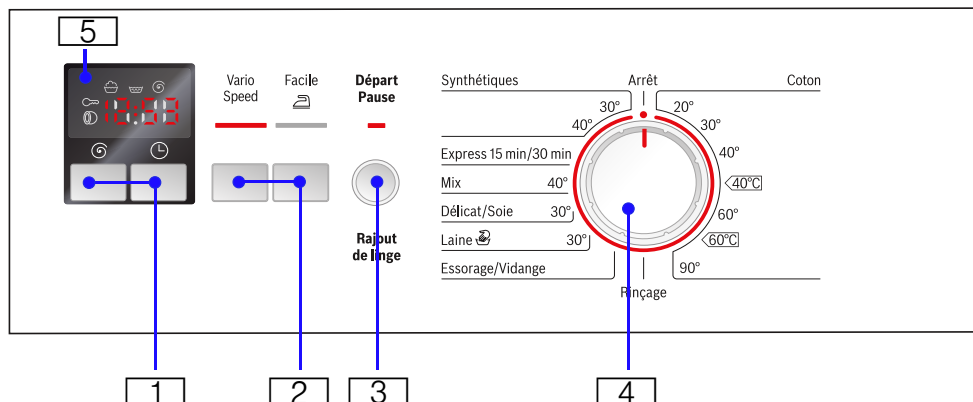 5
12:53
Vario
Speed
Facile
Départ
Pause
Rajout
de linge
Synthétiques
Arrêt
Coton
30°
40°
Express 15 min/30 min
Mix 40°
Délicat/Soie 30°
Laine 30°
Essorage/Vidange
Rinçage
20°
30°
40°
40°C
60°
60°C
90°
1
2
3
4